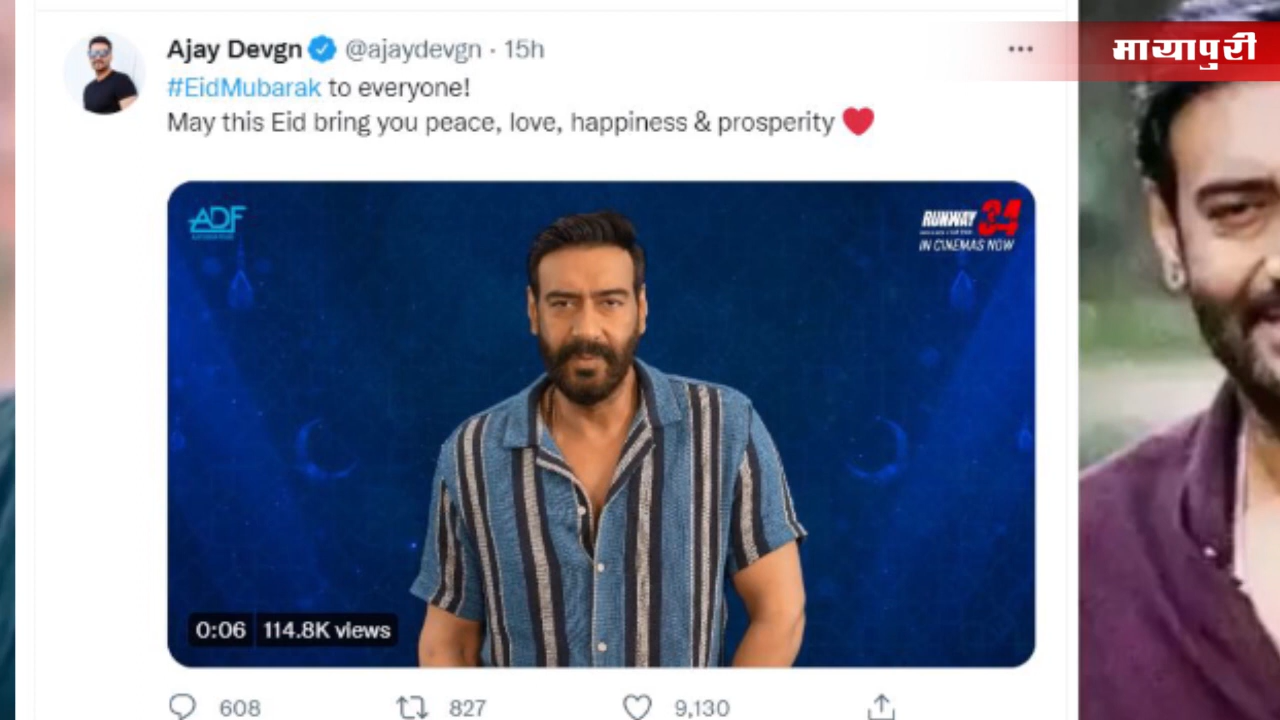 मायापुरी
Ajay Devgn @ajaydevgn · 15h
#EidMubarak to everyone!
May this Eid bring you peace, love, happiness & prosperity ❤️
ADF
RUNWAY 34
IN CINEMAS NOW
0:06 114.8K views
608 827 9,130